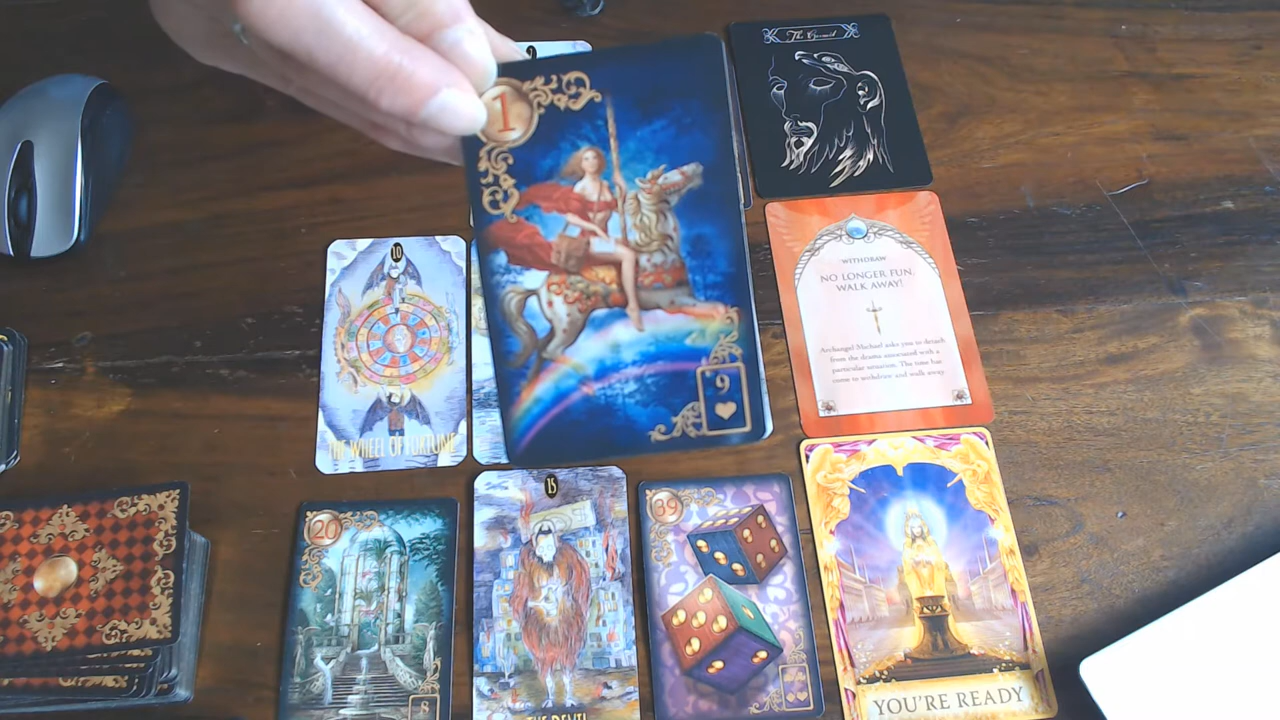 1
9
The Hermit
10
THE WHEEL OF FORTUNE
WITHDRAW
NO LONGER FUN,
WALK AWAY!
Archangel Michael asks you to detach
from the drama associated with a
particular situation. The time has
come to withdraw and walk away.
20
8
15
THE DEVIL
39
YOU'RE READY